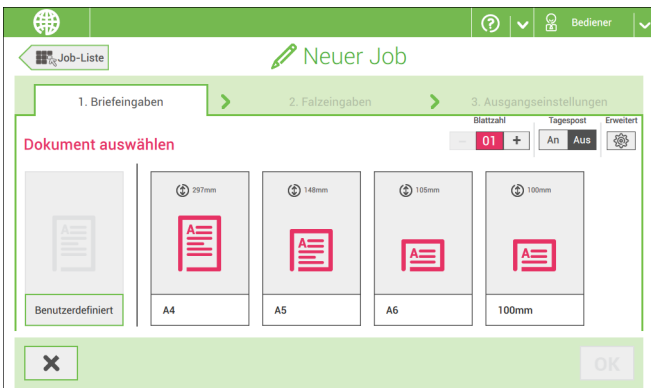 Bediener
Job-Liste
Neuer Job
1. Briefeingaben
2. Falzeingaben
3. Ausgangseinstellungen
Dokument auswählen
Blattzahl
Tagespost
Erweitert
− 01 +
An Aus
297mm
148mm
105mm
100mm
Benutzerdefiniert
A4
A5
A6
100mm
OK